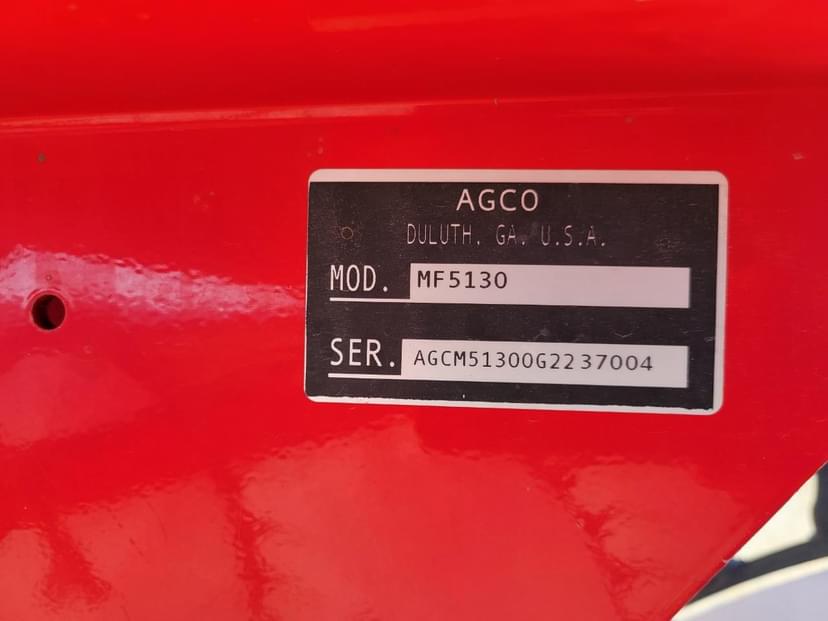 AGCO
DULUTH, GA. U.S.A.
MOD. MF5130
SER. AGCM51300G2237004